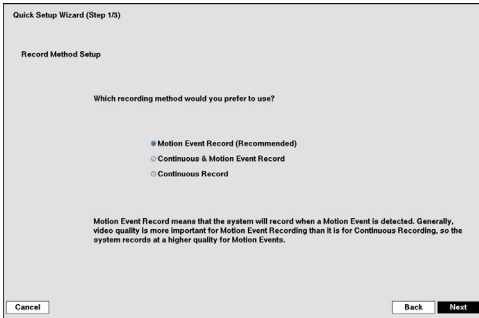 Quick Setup Wizard (Step 1/3)
Record Method Setup
Which recording method would you prefer to use?
Motion Event Record (Recommended)
Continuous & Motion Event Record
Continuous Record
Motion Event Record means that the system will record when a Motion Event is detected. Generally,
video quality is more important for Motion Event Recording than it is for Continuous Recording, so the
system records at a higher quality for Motion Events.
Cancel
Back
Next